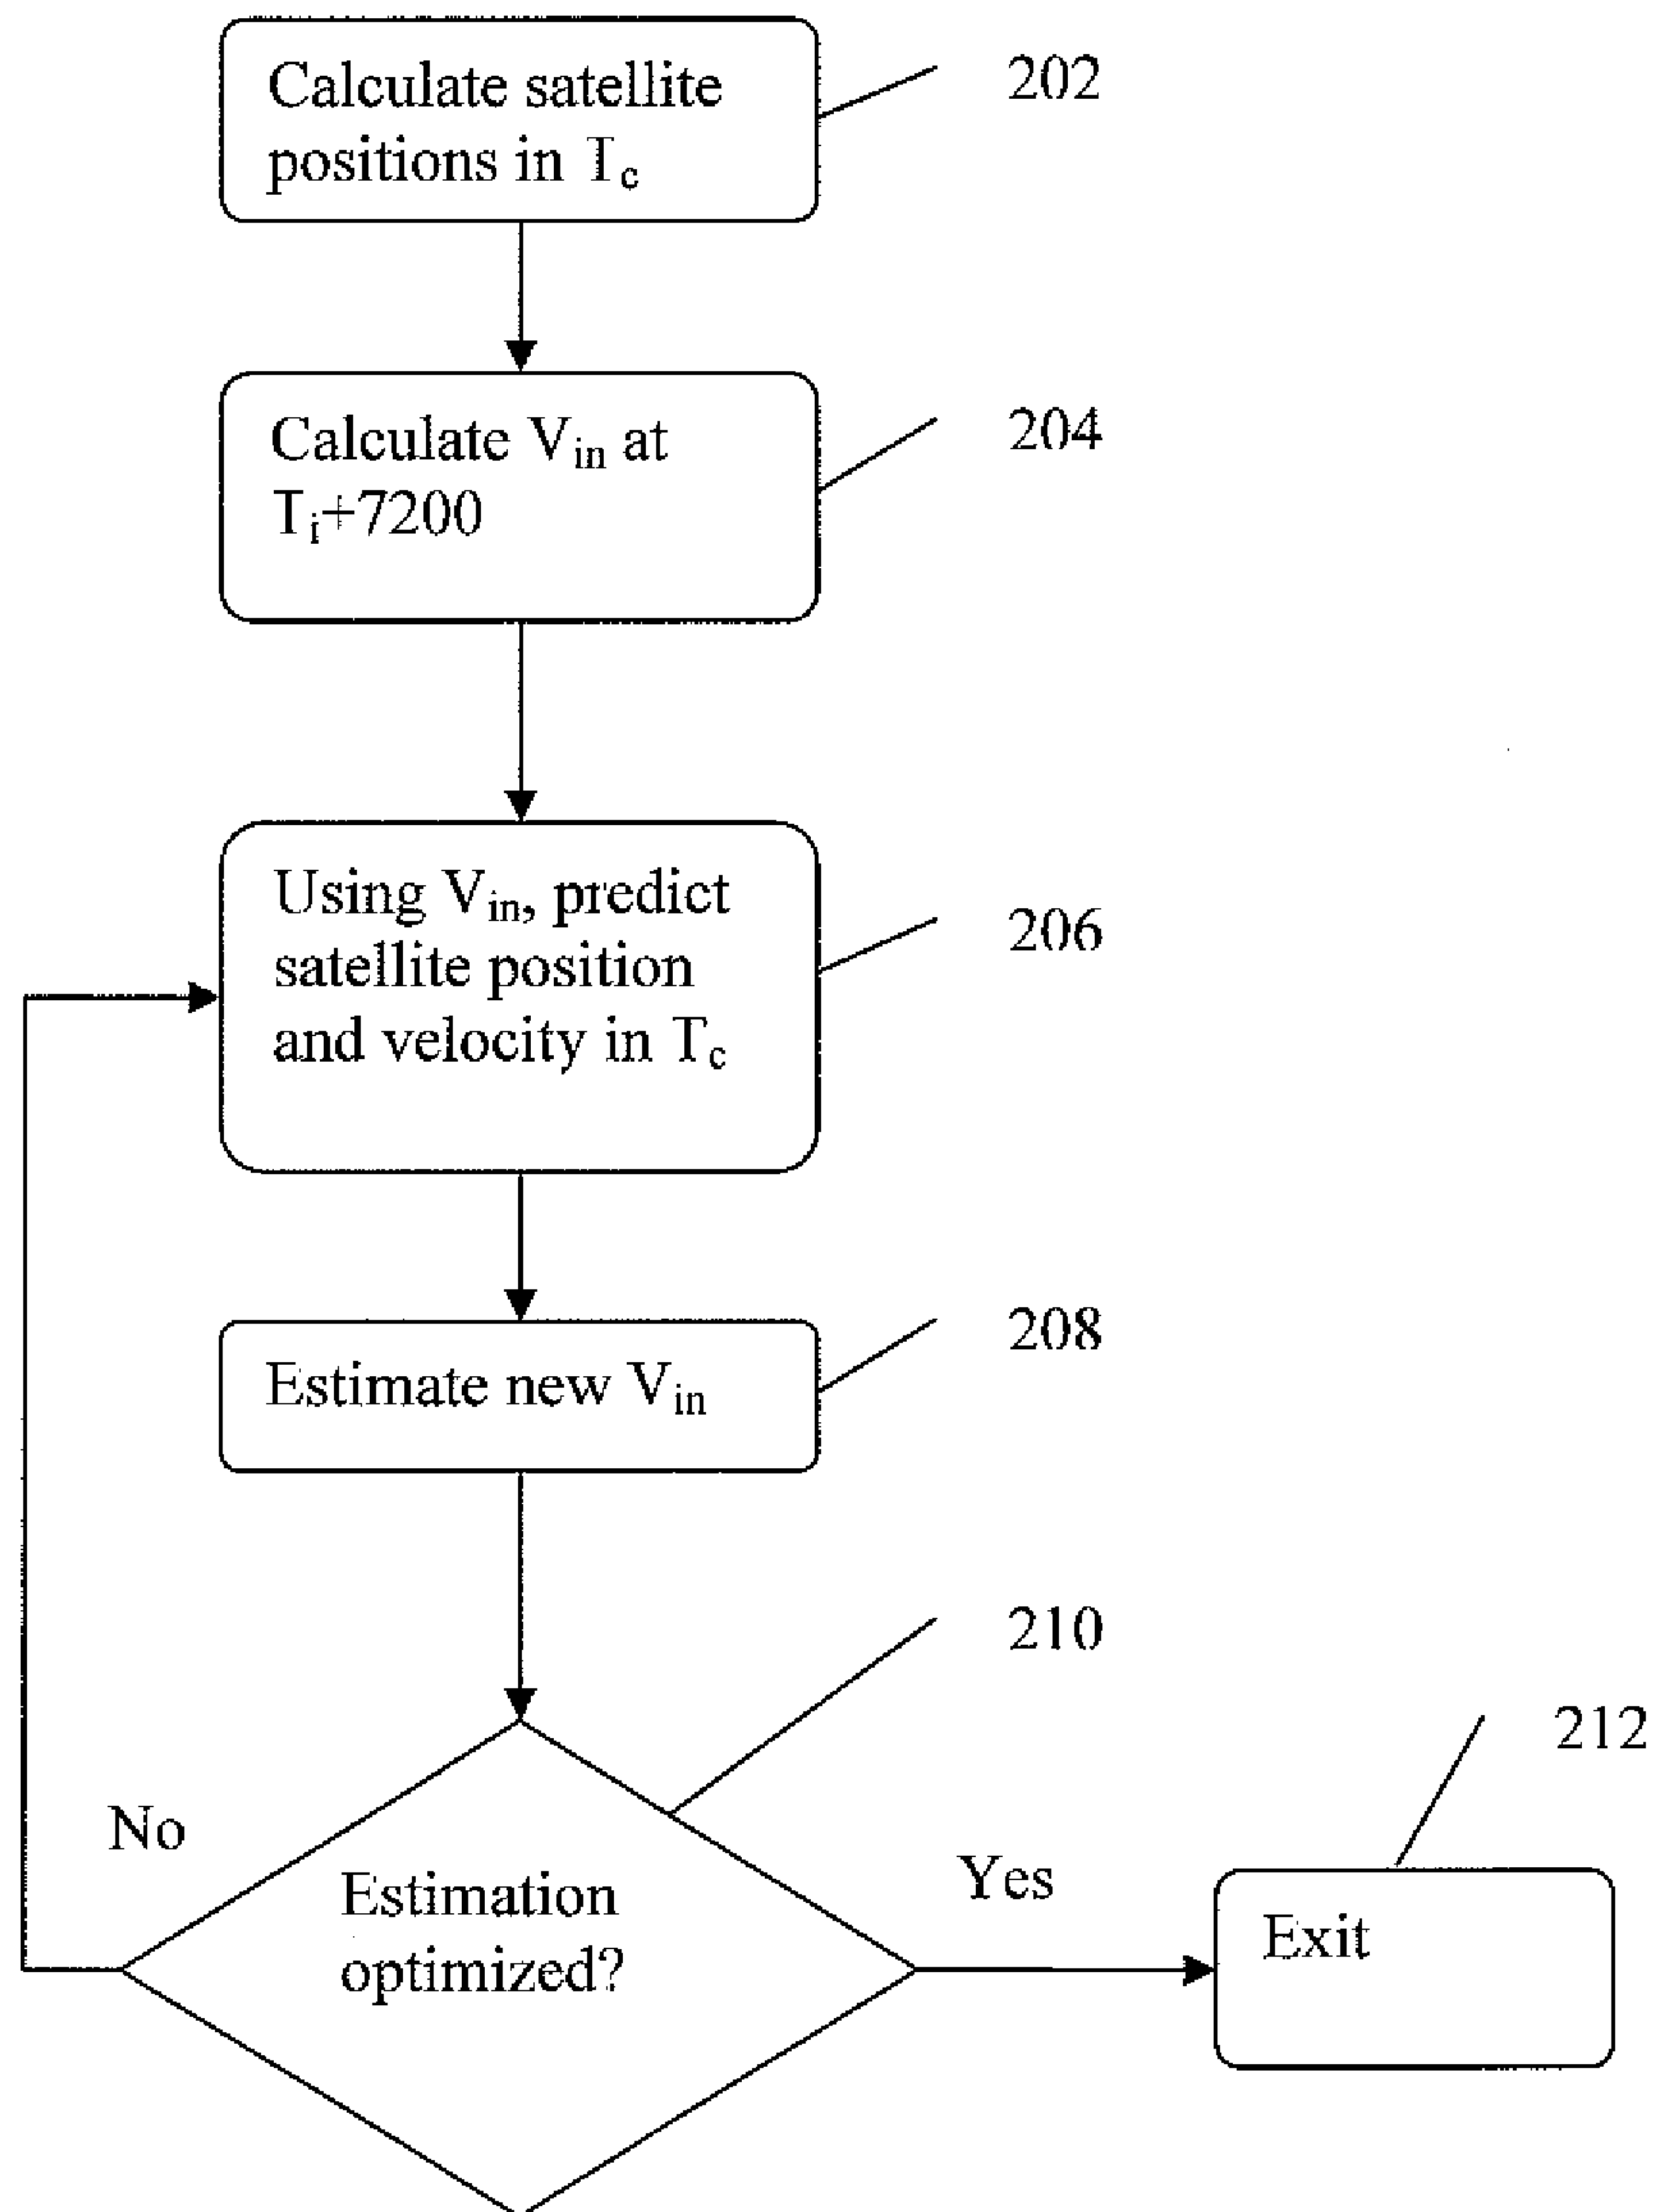 Calculate satellite
positions in Tc
202
Calculate Vin at
Ti+7200
204
Using Vin, predict
satellite position
and velocity in Tc
206
Estimate new Vin
208
210
212
No
Estimation
optimized?
Yes
Exit